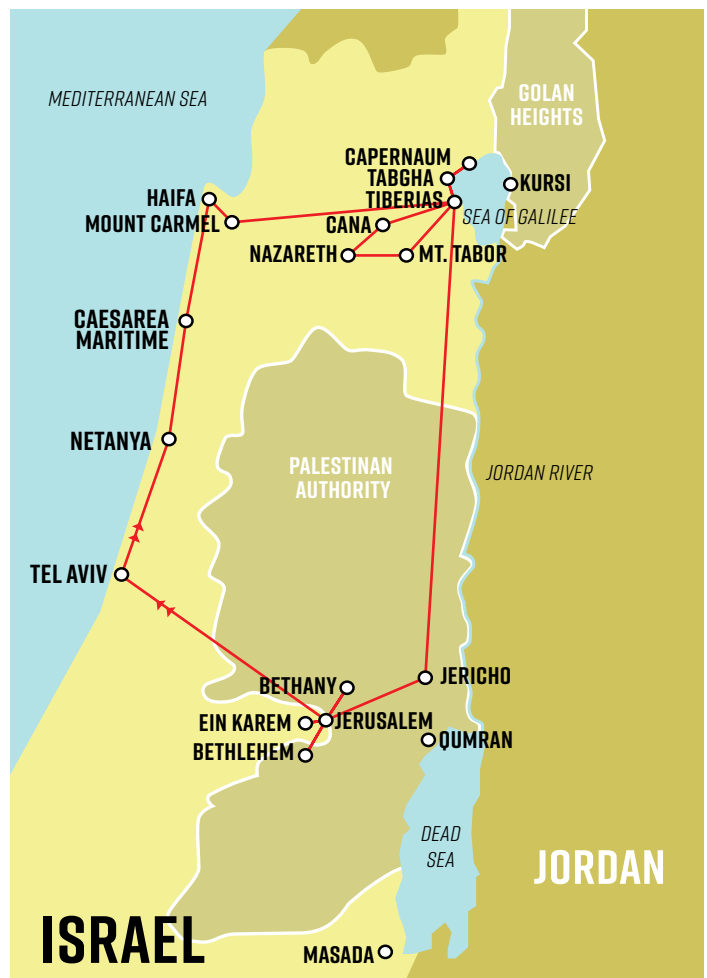 MEDITERRANEAN SEA
GOLAN
HEIGHTS
CAPERNAUM
TABGHA
KURSI
TIBERIAS
HAIFA
SEA OF GALILEE
MOUNT CARMEL
CANA
NAZARETH
MT. TABOR
CAESAREA
MARITIME
NETANYA
PALESTINAN
AUTHORITY
JORDAN RIVER
TEL AVIV
JERICHO
BETHANY
EIN KAREM
JERUSALEM
QUMRAN
BETHLEHEM
DEAD
SEA
JORDAN
ISRAEL
MASADA